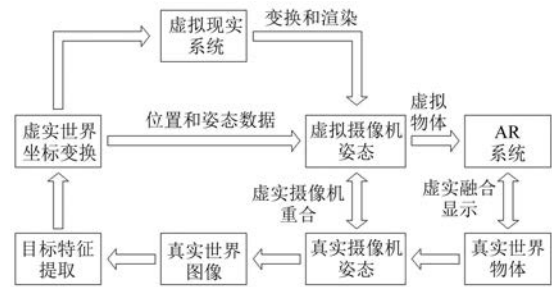 虚拟现实
系统
变换和渲染
虚实世界
坐标变换
位置和姿态数据
虚拟摄像机
姿态
虚拟
物体
AR
系统
虚实摄像机
重合
虚实融合
显示
目标特征
提取
真实世界
图像
真实摄像机
姿态
真实世界
物体